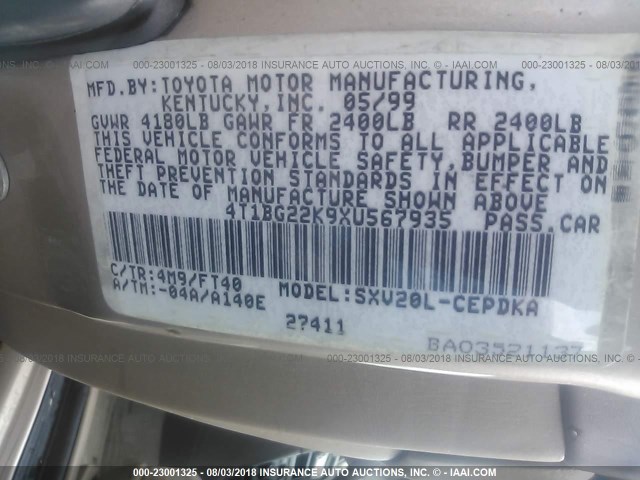 000-23001325 - 08/03/2018 INSURANCE AUTO AUCTIONS, INC. © - IAAI.COM
MFD.BY:TOYOTA MOTOR MANUFACTURING,
KENTUCKY,INC. 05/99
GVWR 4180LB GAWR FR 2400LB RR 2400LB
THIS VEHICLE CONFORMS TO ALL APPLICABLE
FEDERAL MOTOR VEHICLE SAFETY,BUMPER AND
THEFT PREVENTION STANDARDS IN EFFECT ON
THE DATE OF MANUFACTURE SHOWN ABOVE
4T1BG22K9XU567935 PASS.CAR
C/TR:4M9/FT40 MODEL:SXV20L-CEPDKA
A/TM:-04A/A140E
27411
BA03521127
000-23001325 - 08/03/2018 INSURANCE AUTO AUCTIONS, INC. © - IAAI.COM
000-23001325 - 08/03/2018 INSURANCE AUTO AUCTIONS, INC. © - IAAI.COM